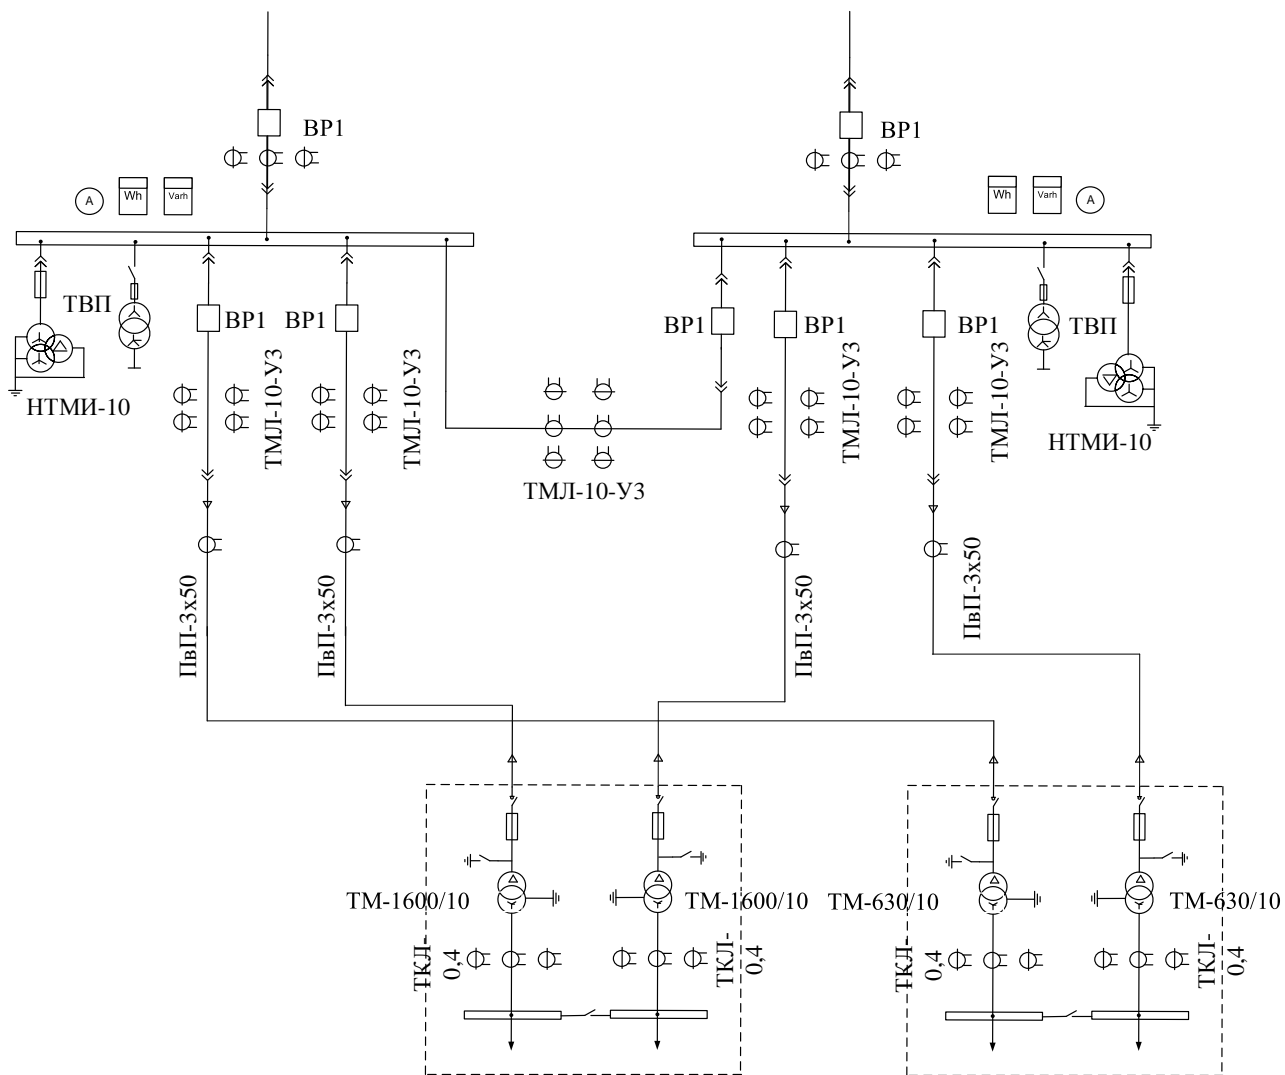 ВР1
ВР1
A
Wh
Varh
Wh
Varh
A
ТВП
ВР1
ВР1
ВР1
ВР1
ВР1
ТВП
НТМИ-10
ТМЛ-10-У3
ТМЛ-10-У3
ТМЛ-10-У3
ТМЛ-10-У3
ТМЛ-10-У3
НТМИ-10
ПвП-3х50
ПвП-3х50
ПвП-3х50
ПвП-3х50
ТМ-1600/10
ТМ-1600/10
ТМ-630/10
ТМ-630/10
ТКЛ-
0,4
ТКЛ-
0,4
ТКЛ-
0,4
ТКЛ-
0,4